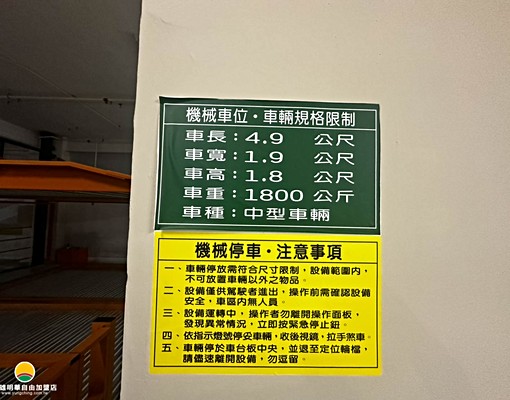 機械車位·車輛規格限制
車長：4.9 公尺
車寬：1.9 公尺
車高：1.8 公尺
車重：1800 公斤
車種：中型車輛
機械停車·注意事項
一、車輛停放需符合尺寸限制，設備範圍內，
不可放置車輛以外之物品。
二、設備僅供駕駛者進出，操作前需確認設備
安全，車區內無人員。
三、設備運轉中，操作者勿離開操作面板，
發現異常情況，立即按緊急停止鈕。
四、依指示燈號停妥車輛，收後視鏡，拉手煞車。
五、車輛停於車台板中央，並退至定位輪檔，
請儘速離開設備，勿逗留。
雄明華自由加盟店